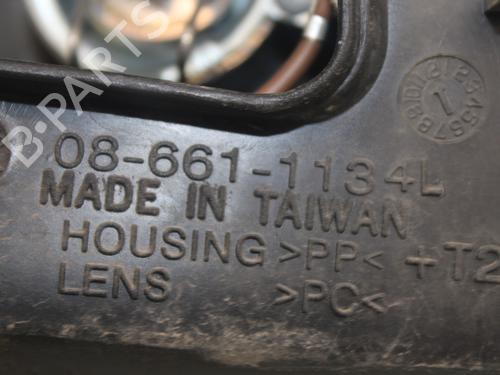 B-PARTS
08-661-1134L
MADE IN TAIWAN
HOUSING >PP< +T2
LENS >PC<